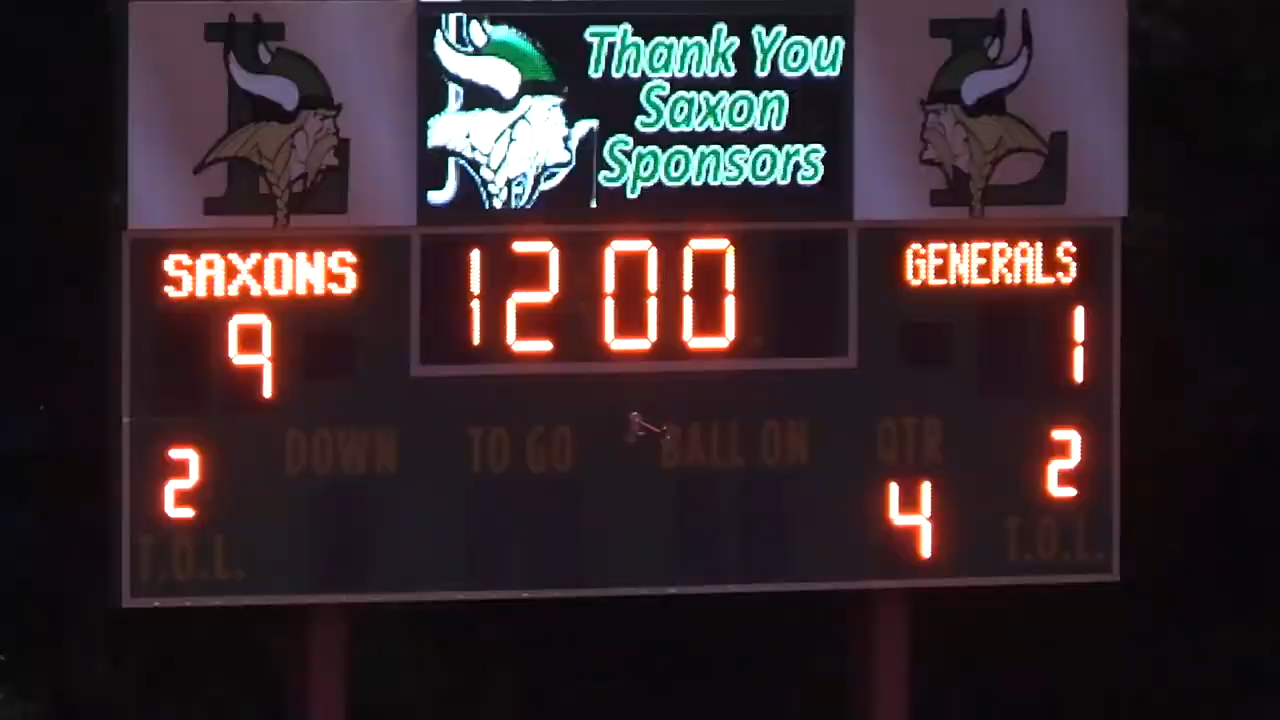 L
Thank You
Saxon
Sponsors
L
SAXONS
12 00
GENERALS
9
1
DOWN
TO GO
BALL ON
QTR
2
4
2
T.O.L.
T.O.L.